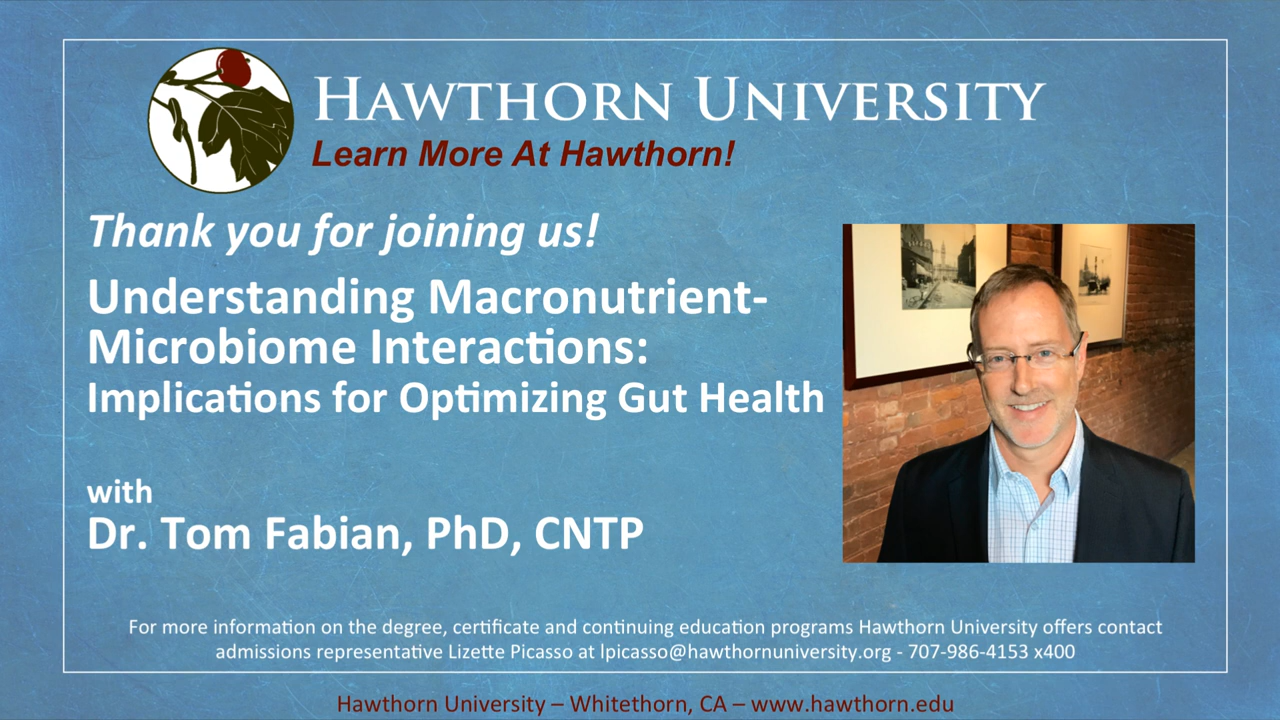 HAWTHORN UNIVERSITY
Learn More At Hawthorn!
Thank you for joining us!
Understanding Macronutrient-
Microbiome Interactions:
Implications for Optimizing Gut Health
with
Dr. Tom Fabian, PhD, CNTP
For more information on the degree, certificate and continuing education programs Hawthorn University offers contact
admissions representative Lizette Picasso at lpicasso@hawthornuniversity.org - 707-986-4153 x400
Hawthorn University – Whitethorn, CA – www.hawthorn.edu